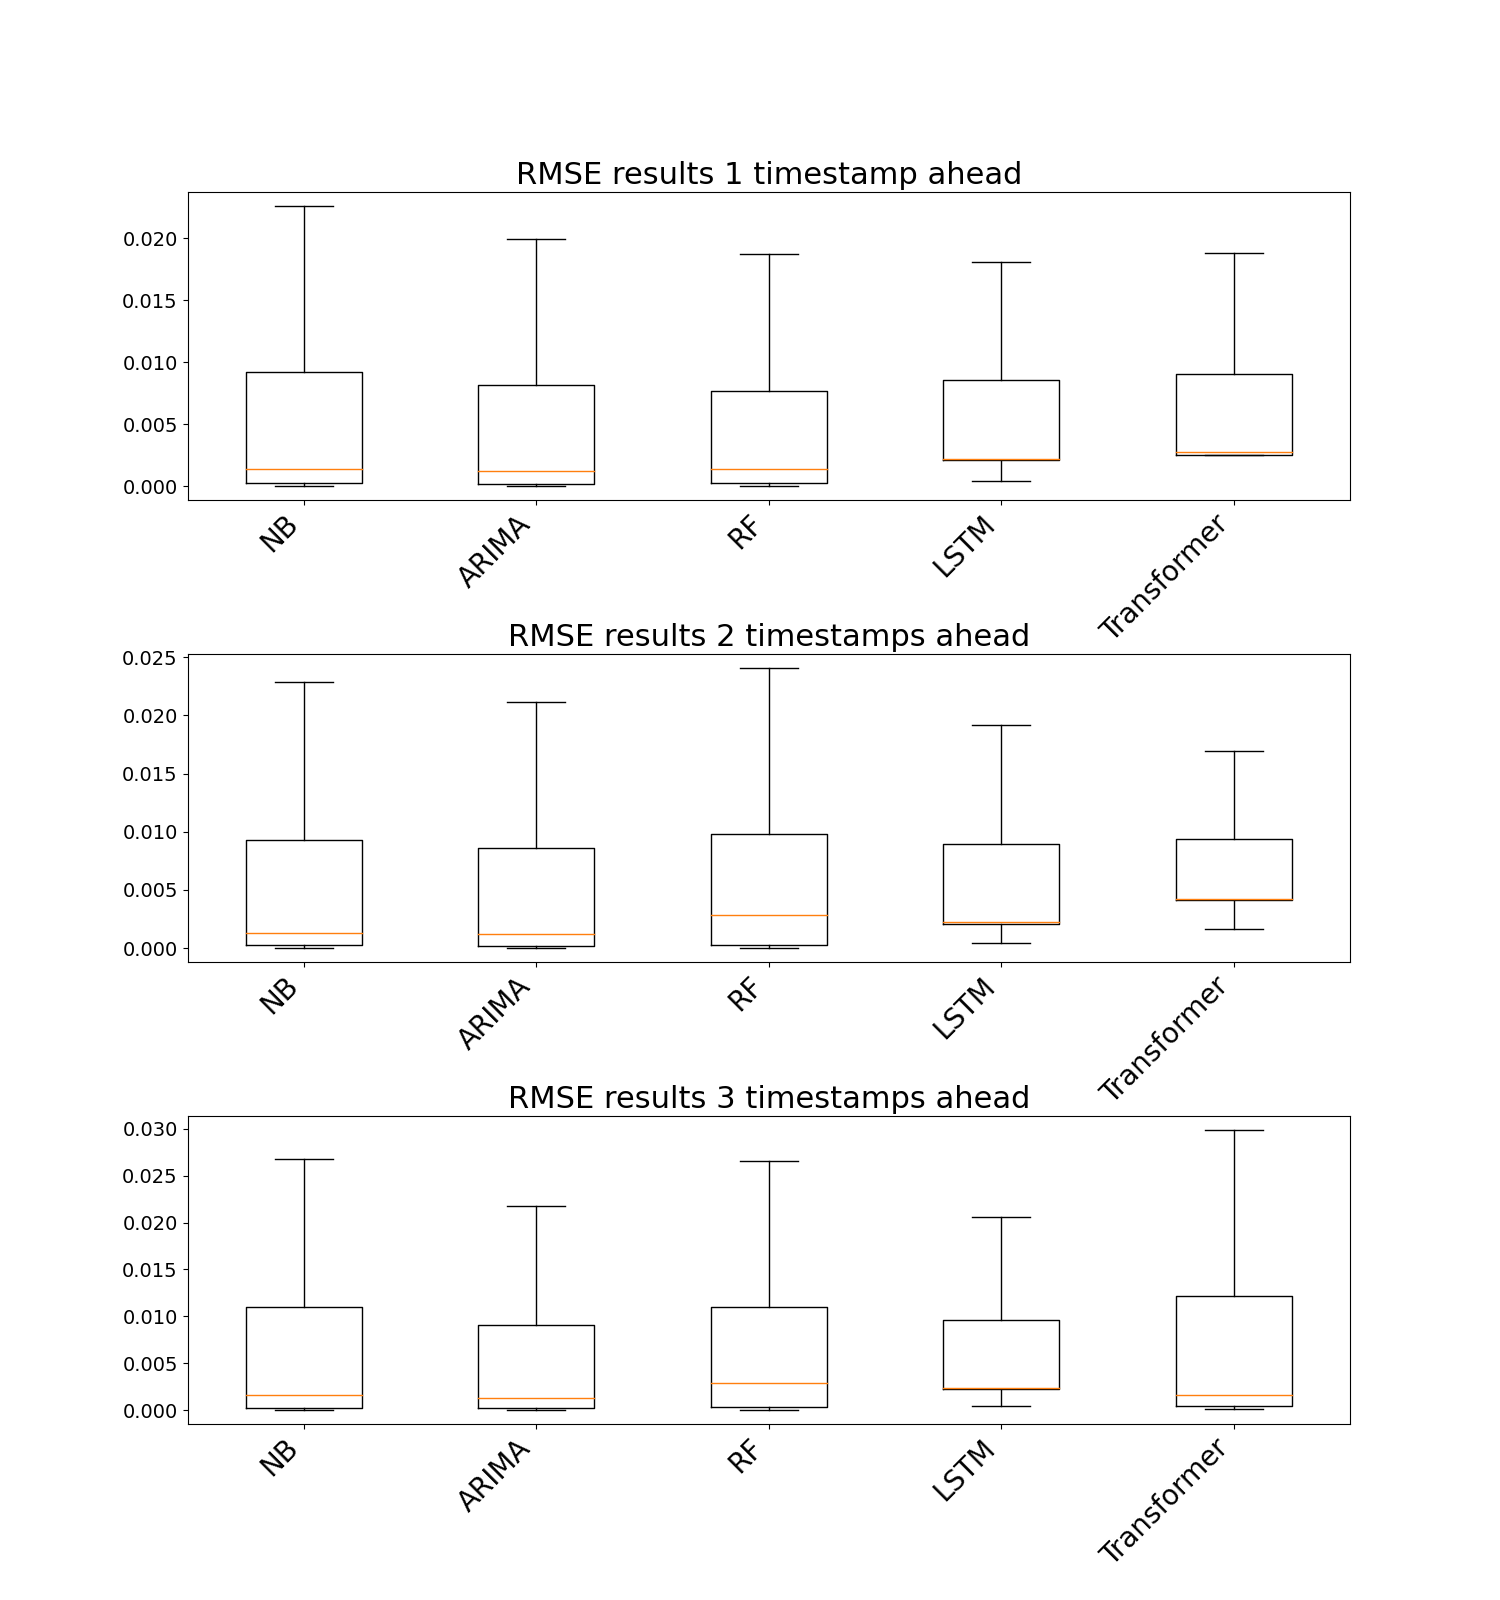 RMSE results 1 timestamp ahead
0.020
0.015
0.010
0.005
0.000
NB
ARIMA
RF
LSTM
Transformer
RMSE results 2 timestamps ahead
0.025
0.020
0.015
0.010
0.005
0.000
NB
ARIMA
RF
LSTM
Transformer
RMSE results 3 timestamps ahead
0.030
0.025
0.020
0.015
0.010
0.005
0.000
NB
ARIMA
RF
LSTM
Transformer